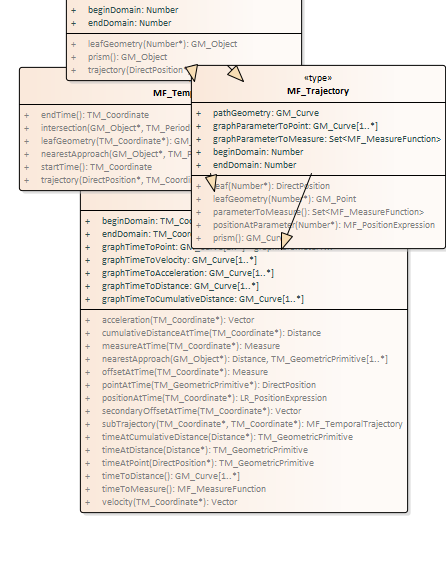 + beginDomain: Number
+ endDomain: Number
+ leafGeometry(Number*): GM_Object
+ prism(): GM_Object
+ trajectory(DirectPosition
MF_Temp
+ endTime(): TM_Coordinate
+ intersection(GM_Object*, TM_Period
+ leafGeometry(TM_Coordinate*): GM_
+ nearestApproach(GM_Object*, TM_P
+ startTime(): TM_Coordinate
+ trajectory(DirectPosition*, TM_Coordi
«type»
MF_Trajectory
+ pathGeometry: GM_Curve
+ graphParameterToPoint: GM_Curve[1..*]
+ graphParameterToMeasure: Set<MF_MeasureFunction>
+ beginDomain: Number
+ endDomain: Number
+ leaf(Number*): DirectPosition
+ leafGeometry(Number*): GM_Point
+ parameterToMeasure(): Set<MF_MeasureFunction>
+ positionAtParameter(Number*): MF_PositionExpression
+ prism(): GM_Curve
+ beginDomain: TM_Coo
+ endDomain: TM_Coor
+ graphTimeToPoint: GM_
+ graphTimeToVelocity: GM_Curve[1..*]
+ graphTimeToAcceleration: GM_Curve[1..*]
+ graphTimeToDistance: GM_Curve[1..*]
+ graphTimeToCumulativeDistance: GM_Curve[1..*]
+ acceleration(TM_Coordinate*): Vector
+ cumulativeDistanceAtTime(TM_Coordinate*): Distance
+ measureAtTime(TM_Coordinate*): Measure
+ nearestApproach(GM_Object*): Distance, TM_GeometricPrimitive[1..*]
+ offsetAtTime(TM_Coordinate*): Measure
+ pointAtTime(TM_GeometricPrimitive*): DirectPosition
+ positionAtTime(TM_Coordinate*): LR_PositionExpression
+ secondaryOffsetAtTime(TM_Coordinate*): Vector
+ subTrajectory(TM_Coordinate*, TM_Coordinate*): MF_TemporalTrajectory
+ timeAtCumulativeDistance(Distance*): TM_GeometricPrimitive
+ timeAtDistance(Distance*): TM_GeometricPrimitive
+ timeAtPoint(DirectPosition*): TM_GeometricPrimitive
+ timeToDistance(): GM_Curve[1..*]
+ timeToMeasure(): MF_MeasureFunction
+ velocity(TM_Coordinate*): Vector